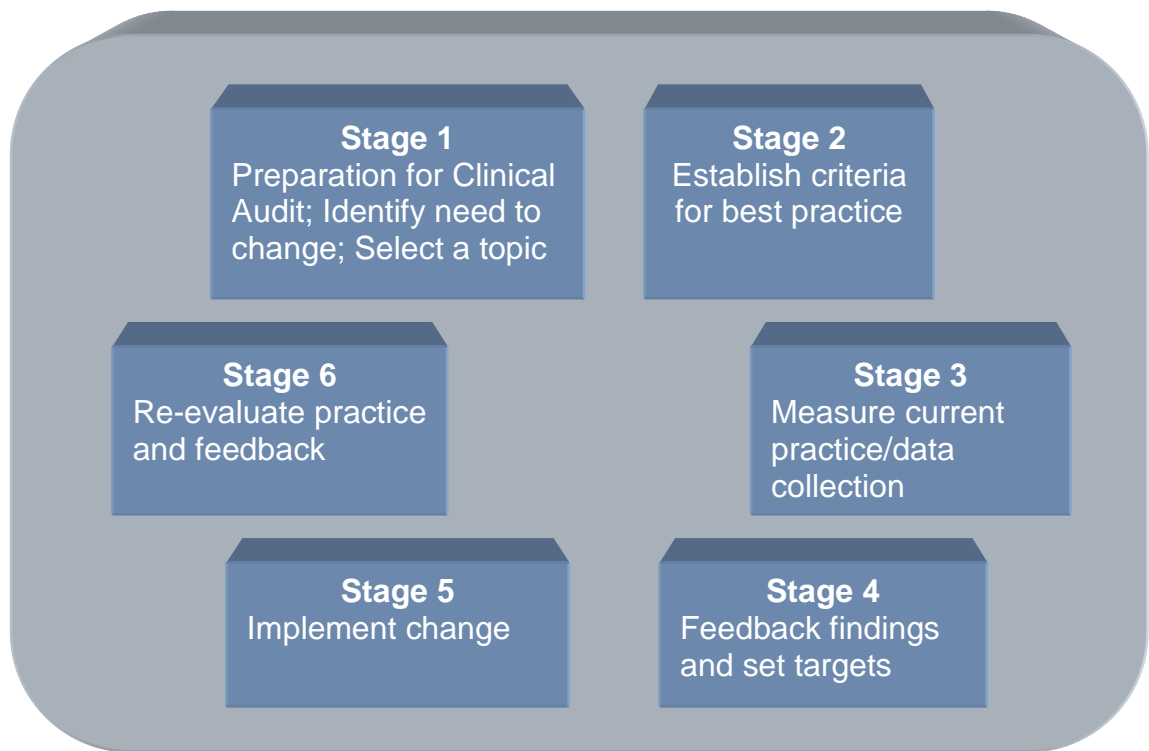 Stage 1
Preparation for Clinical
Audit; Identify need to
change; Select a topic
Stage 2
Establish criteria
for best practice
Stage 3
Measure current
practice/data
collection
Stage 4
Feedback findings
and set targets
Stage 5
Implement change
Stage 6
Re-evaluate practice
and feedback